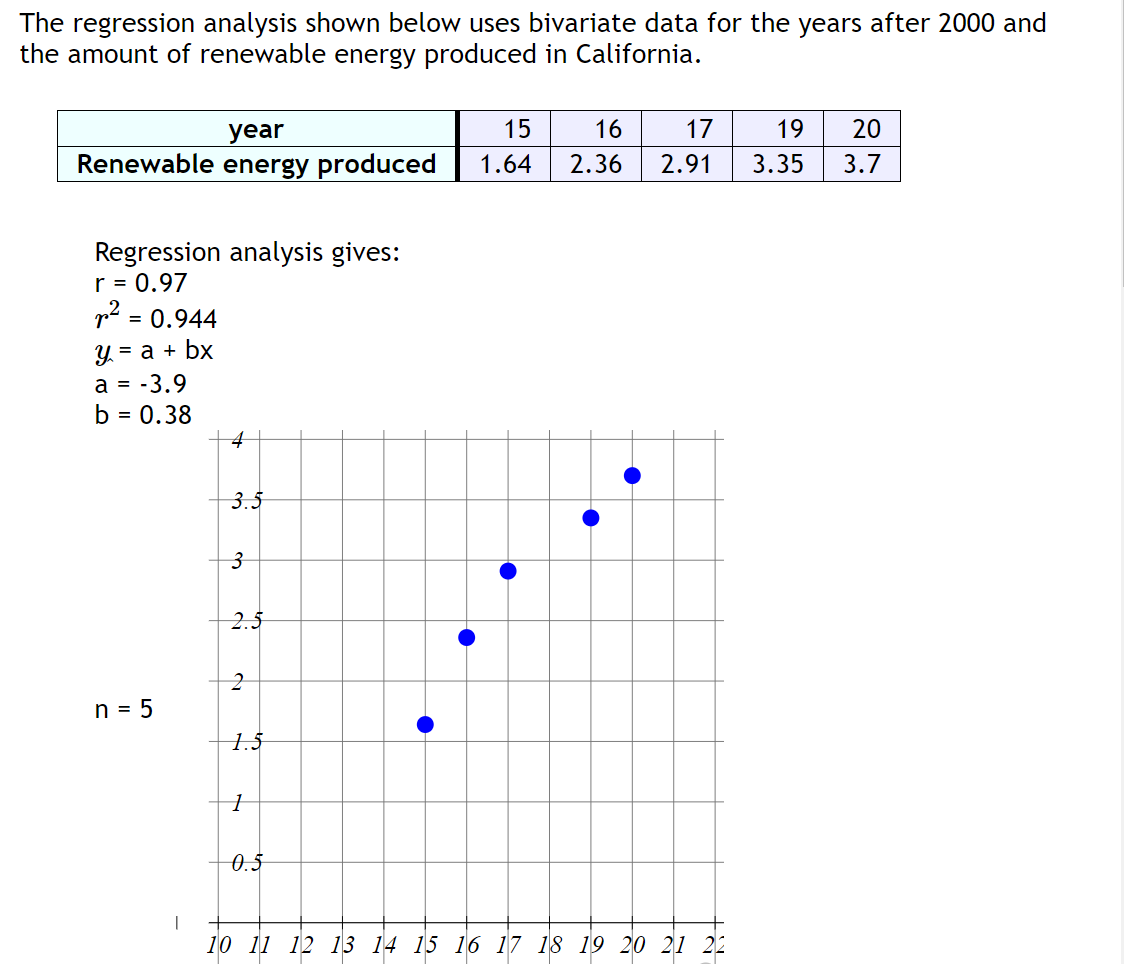 The regression analysis shown below uses bivariate data for the years after 2000 and
the amount of renewable energy produced in California.
year 15 16 17 19 20
Renewable energy produced 1.64 2.36 2.91 3.35 3.7
Regression analysis gives:
r = 0.97
r² = 0.944
y^ = a + bx
a = -3.9
b = 0.38
4
3.5
3
2.5
2
n = 5
1.5
1
0.5
10 11 12 13 14 15 16 17 18 19 20 21 22